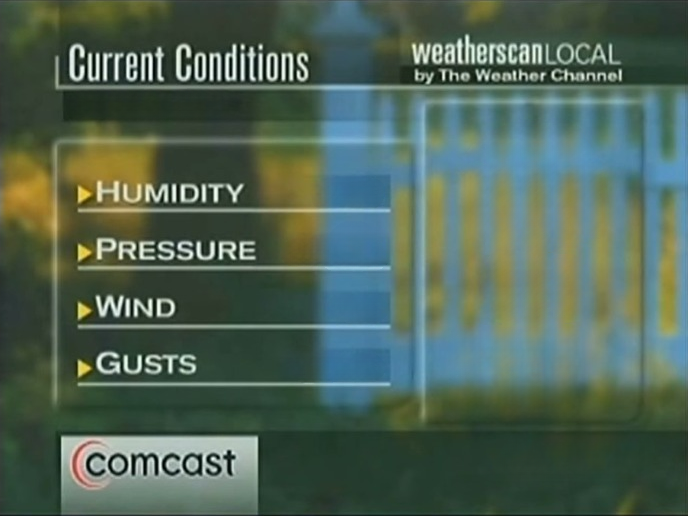 Current Conditions
weatherscanLOCAL
by The Weather Channel
HUMIDITY
PRESSURE
WIND
GUSTS
comcast